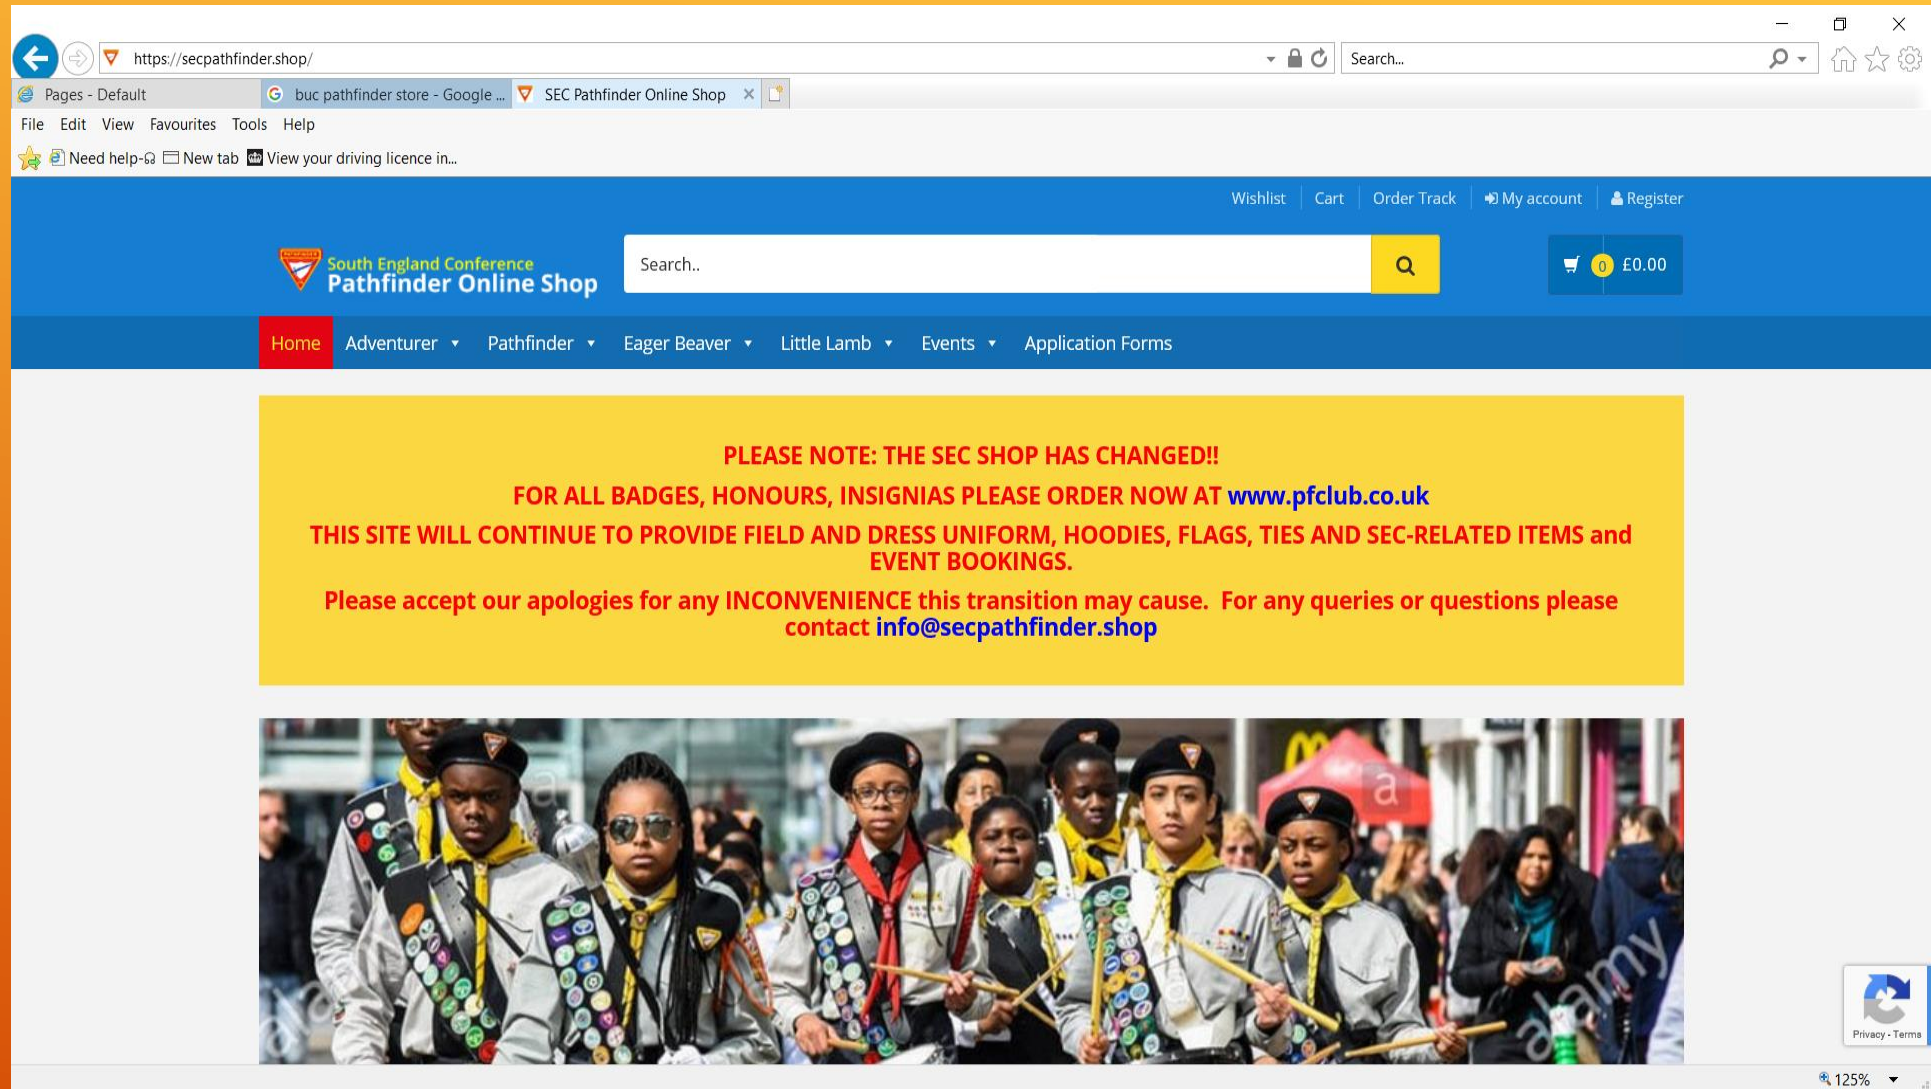 https://secpathfinder.shop/
Search...
Pages - Default
buc pathfinder store - Google ...
SEC Pathfinder Online Shop
File Edit View Favourites Tools Help
Need help-
New tab
View your driving licence in...
Wishlist
Cart
Order Track
My account
Register
South England Conference
Pathfinder Online Shop
Search..
0 £0.00
Home
Adventurer
Pathfinder
Eager Beaver
Little Lamb
Events
Application Forms
PLEASE NOTE: THE SEC SHOP HAS CHANGED!!
FOR ALL BADGES, HONOURS, INSIGNIAS PLEASE ORDER NOW AT www.pfclub.co.uk
THIS SITE WILL CONTINUE TO PROVIDE FIELD AND DRESS UNIFORM, HOODIES, FLAGS, TIES AND SEC-RELATED ITEMS and
EVENT BOOKINGS.
Please accept our apologies for any INCONVENIENCE this transition may cause.  For any queries or questions please
contact info@secpathfinder.shop
a
a
alamy
Privacy - Terms
125%